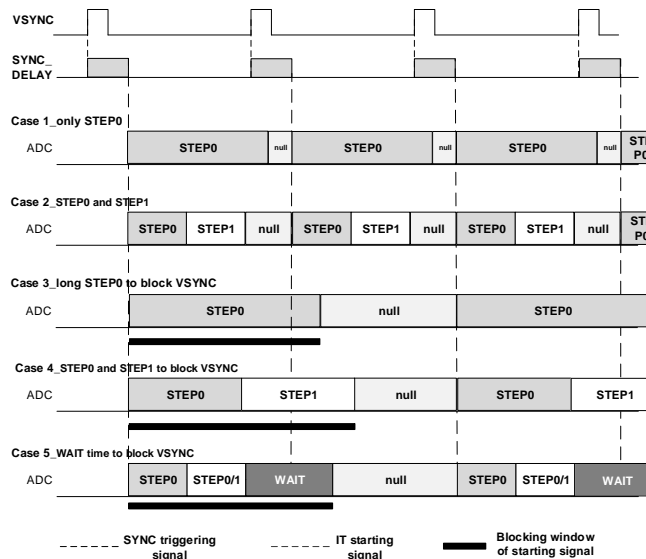 VSYNC
SYNC_
DELAY
Case 1_only STEP0
ADC STEP0 null STEP0 null STEP0 null STE
P0
Case 2_STEP0 and STEP1
ADC STEP0 STEP1 null STEP0 STEP1 null STEP0 STEP1 null STE
P0
Case 3_long STEP0 to block VSYNC
ADC STEP0 null STEP0
Case 4_STEP0 and STEP1 to block VSYNC
ADC STEP0 STEP1 null STEP0 STEP1
Case 5_WAIT time to block VSYNC
ADC STEP0 STEP0/1 WAIT null STEP0 STEP0/1 WAIT
SYNC triggering
signal
IT starting
signal
Blocking window
of starting signal